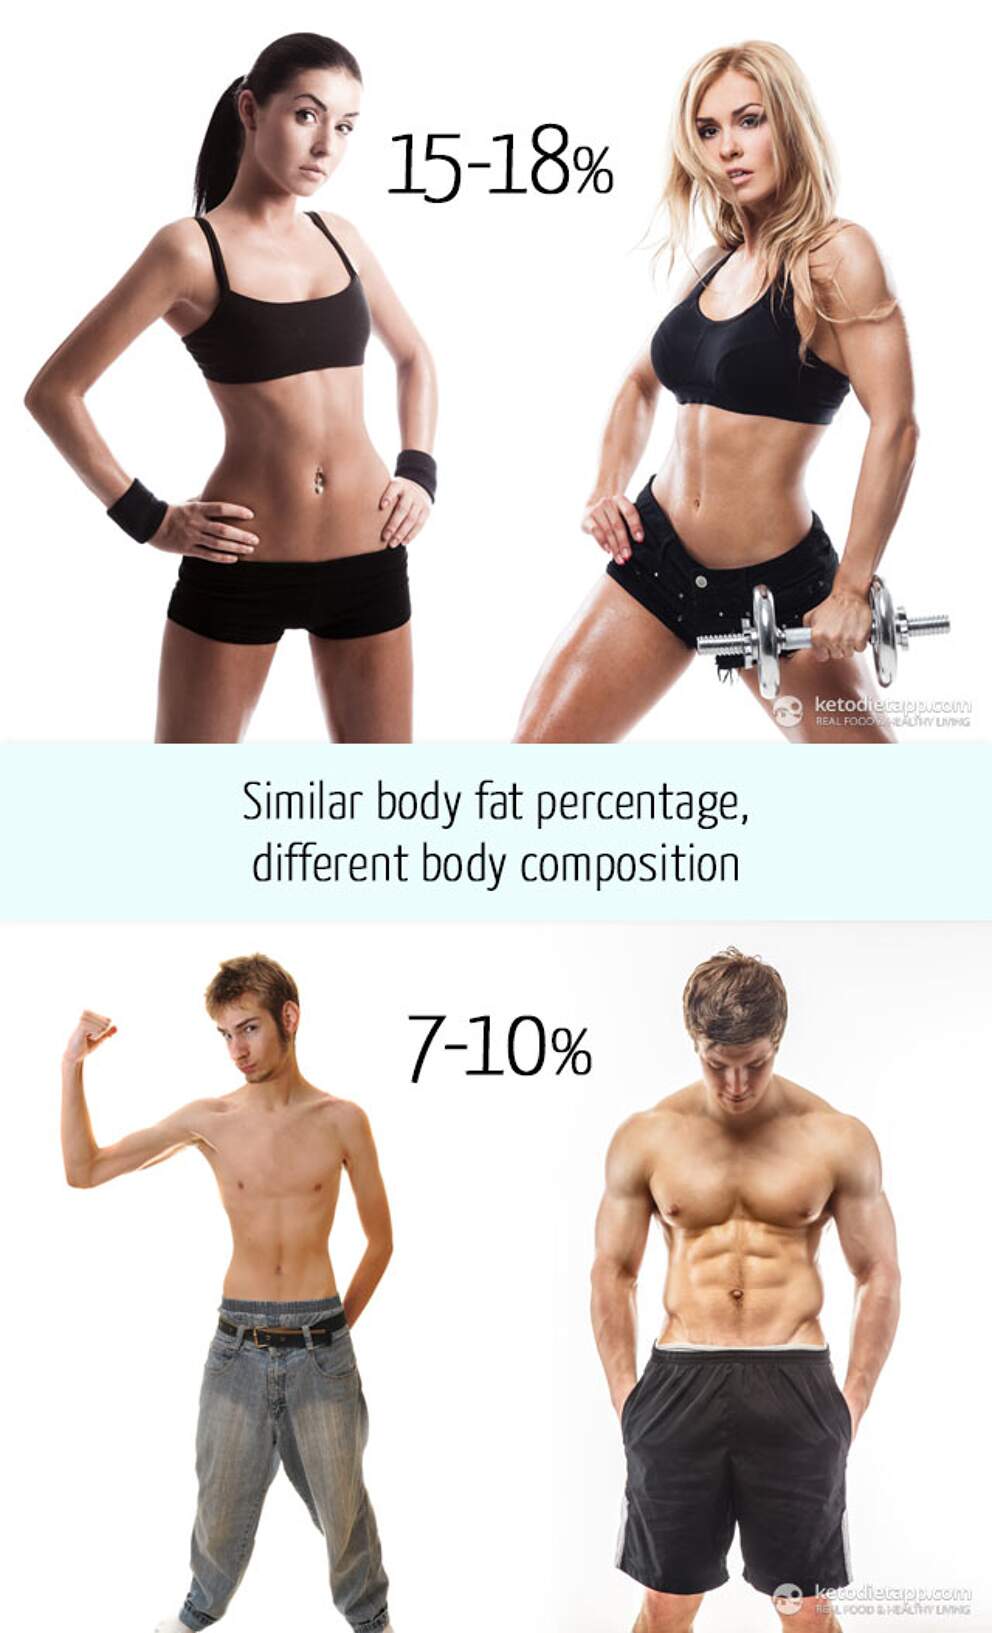 15-18%
ketodietapp.com
REAL FOOD & HEALTHY LIVING
Similar body fat percentage,
different body composition
7-10%
ketodietapp.com
REAL FOOD & HEALTHY LIVING